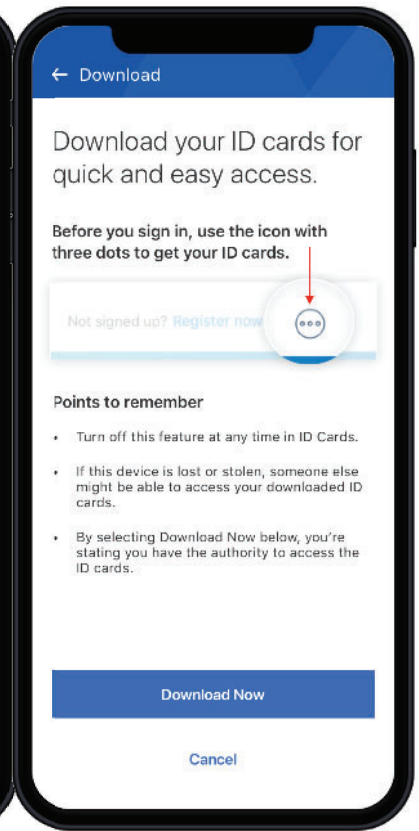 ← Download
Download your ID cards for
quick and easy access.
Before you sign in, use the icon with
three dots to get your ID cards.
Not signed up? Register now
Points to remember
• Turn off this feature at any time in ID Cards.
• If this device is lost or stolen, someone else
might be able to access your downloaded ID
cards.
• By selecting Download Now below, you're
stating you have the authority to access the
ID cards.
Download Now
Cancel